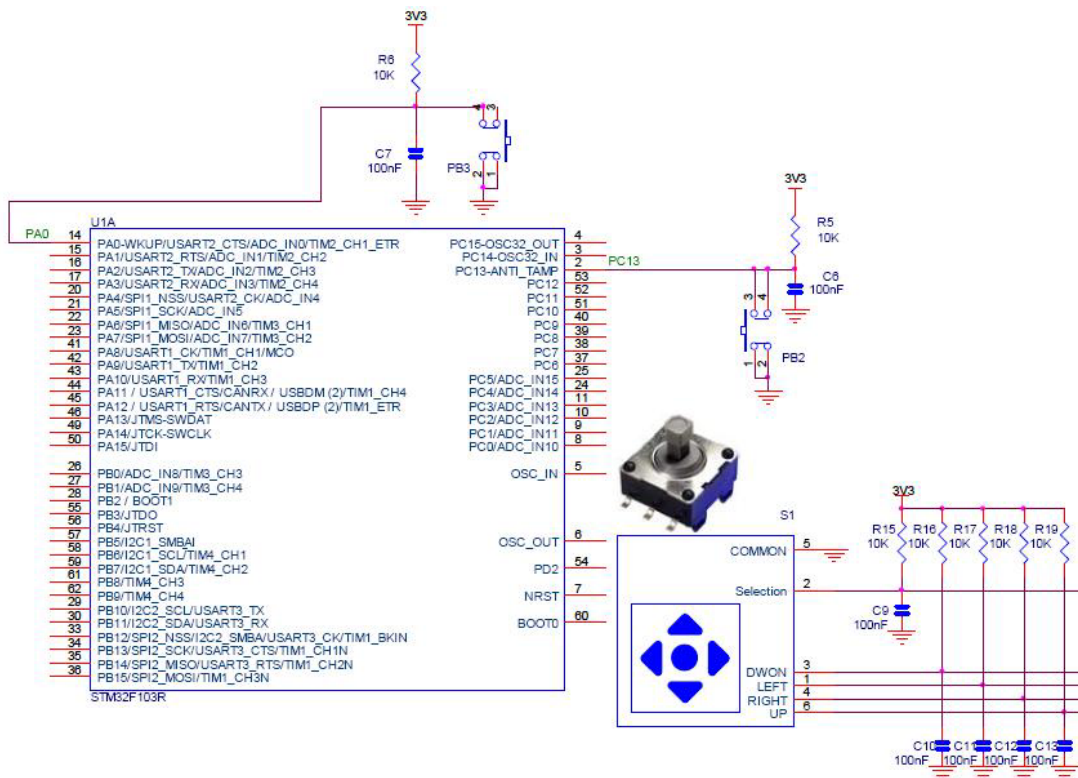 3V3
R6
10K
C7
100nF
4
3
PB3
2
1
3V3
R5
10K
C6
100nF
3
4
PB2
1
2
PA0
PC13
U1A
14 PA0-WKUP/USART2_CTS/ADC_IN0/TIM2_CH1_ETR
15 PA1/USART2_RTS/ADC_IN1/TIM2_CH2
16 PA2/USART2_TX/ADC_IN2/TIM2_CH3
17 PA3/USART2_RX/ADC_IN3/TIM2_CH4
20 PA4/SPI1_NSS/USART2_CK/ADC_IN4
21 PA5/SPI1_SCK/ADC_IN5
22 PA6/SPI1_MISO/ADC_IN6/TIM3_CH1
23 PA7/SPI1_MOSI/ADC_IN7/TIM3_CH2
41 PA8/USART1_CK/TIM1_CH1/MCO
42 PA9/USART1_TX/TIM1_CH2
43 PA10/USART1_RX/TIM1_CH3
44 PA11 / USART1_CTS/CANRX / USBDM (2)/TIM1_CH4
45 PA12 / USART1_RTS/CANTX / USBDP (2)/TIM1_ETR
46 PA13/JTMS-SWDAT
49 PA14/JTCK-SWCLK
50 PA15/JTDI
26 PB0/ADC_IN8/TIM3_CH3
27 PB1/ADC_IN9/TIM3_CH4
28 PB2 / BOOT1
55 PB3/JTDO
56 PB4/JTRST
57 PB5/I2C1_SMBAI
58 PB6/I2C1_SCL/TIM4_CH1
59 PB7/I2C1_SDA/TIM4_CH2
61 PB8/TIM4_CH3
62 PB9/TIM4_CH4
29 PB10/I2C2_SCL/USART3_TX
30 PB11/I2C2_SDA/USART3_RX
33 PB12/SPI2_NSS/I2C2_SMBA/USART3_CK/TIM1_BKIN
34 PB13/SPI2_SCK/USART3_CTS/TIM1_CH1N
35 PB14/SPI2_MISO/USART3_RTS/TIM1_CH2N
36 PB15/SPI2_MOSI/TIM1_CH3N
PC15-OSC32_OUT 4
PC14-OSC32_IN 3
PC13-ANTI_TAMP 2
PC12 53
PC11 52
PC10 51
PC9 40
PC8 39
PC7 38
PC6 37
PC5/ADC_IN15 25
PC4/ADC_IN14 24
PC3/ADC_IN13 11
PC2/ADC_IN12 10
PC1/ADC_IN11 9
PC0/ADC_IN10 8
OSC_IN 5
OSC_OUT 6
PD2 54
NRST 7
BOOT0 60
STM32F103R
S1
COMMON 5
Selection 2
DWON 3
LEFT 1
RIGHT 4
UP 6
3V3
R15 R16 R17 R18 R19
10K 10K 10K 10K 10K
C9
100nF
C10 C11 C12 C13
100nF 100nF 100nF 100nF